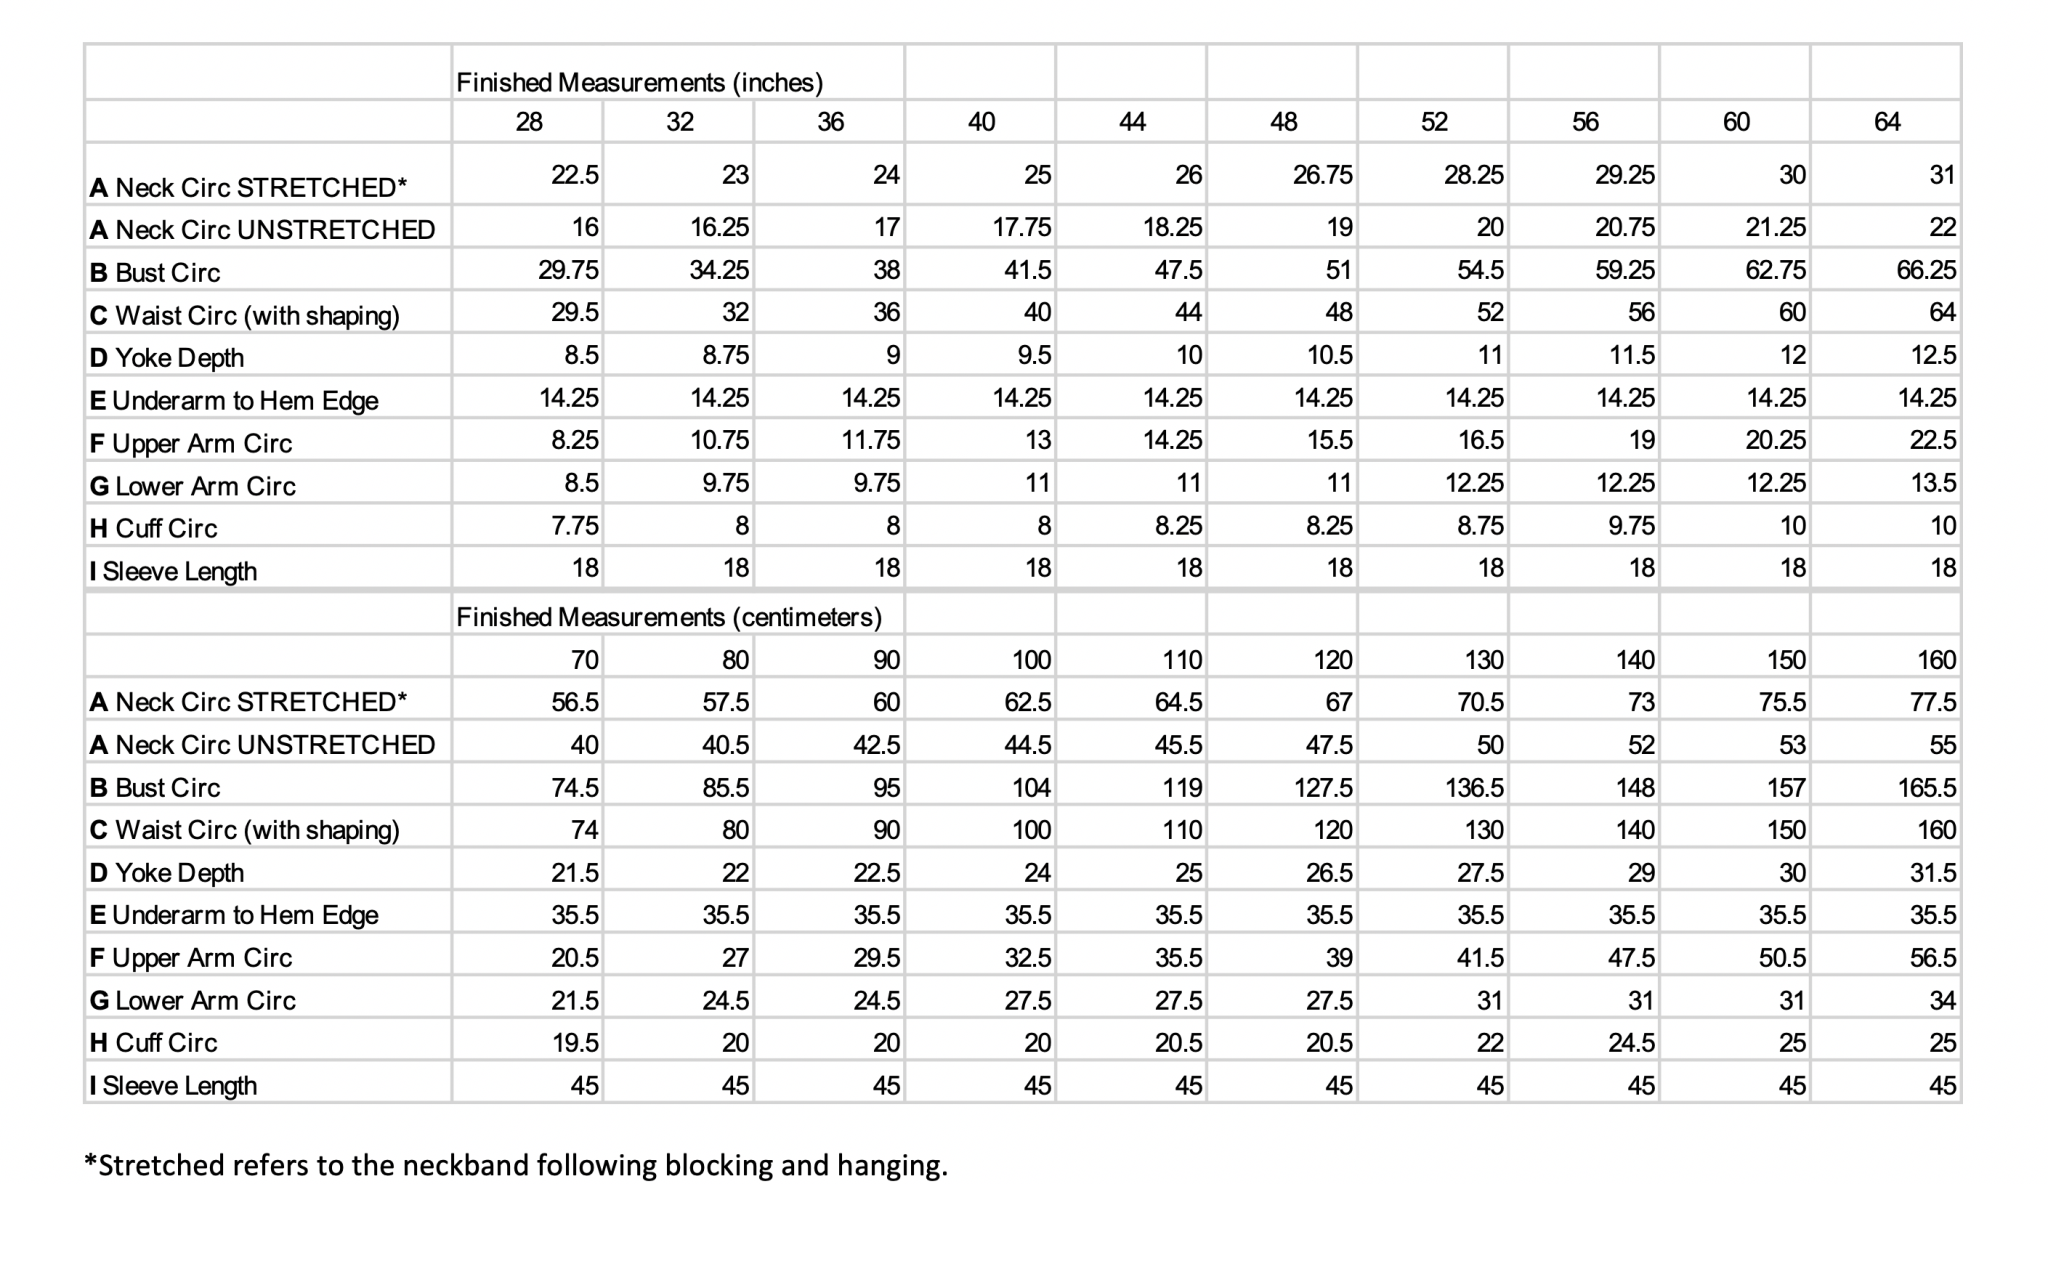 Finished Measurements (inches)
28 32 36 40 44 48 52 56 60 64
A Neck Circ STRETCHED* 22.5 23 24 25 26 26.75 28.25 29.25 30 31
A Neck Circ UNSTRETCHED 16 16.25 17 17.75 18.25 19 20 20.75 21.25 22
B Bust Circ 29.75 34.25 38 41.5 47.5 51 54.5 59.25 62.75 66.25
C Waist Circ (with shaping) 29.5 32 36 40 44 48 52 56 60 64
D Yoke Depth 8.5 8.75 9 9.5 10 10.5 11 11.5 12 12.5
E Underarm to Hem Edge 14.25 14.25 14.25 14.25 14.25 14.25 14.25 14.25 14.25 14.25
F Upper Arm Circ 8.25 10.75 11.75 13 14.25 15.5 16.5 19 20.25 22.5
G Lower Arm Circ 8.5 9.75 9.75 11 11 11 12.25 12.25 12.25 13.5
H Cuff Circ 7.75 8 8 8 8.25 8.25 8.75 9.75 10 10
I Sleeve Length 18 18 18 18 18 18 18 18 18 18
Finished Measurements (centimeters)
70 80 90 100 110 120 130 140 150 160
A Neck Circ STRETCHED* 56.5 57.5 60 62.5 64.5 67 70.5 73 75.5 77.5
A Neck Circ UNSTRETCHED 40 40.5 42.5 44.5 45.5 47.5 50 52 53 55
B Bust Circ 74.5 85.5 95 104 119 127.5 136.5 148 157 165.5
C Waist Circ (with shaping) 74 80 90 100 110 120 130 140 150 160
D Yoke Depth 21.5 22 22.5 24 25 26.5 27.5 29 30 31.5
E Underarm to Hem Edge 35.5 35.5 35.5 35.5 35.5 35.5 35.5 35.5 35.5 35.5
F Upper Arm Circ 20.5 27 29.5 32.5 35.5 39 41.5 47.5 50.5 56.5
G Lower Arm Circ 21.5 24.5 24.5 27.5 27.5 27.5 31 31 31 34
H Cuff Circ 19.5 20 20 20 20.5 20.5 22 24.5 25 25
I Sleeve Length 45 45 45 45 45 45 45 45 45 45
*Stretched refers to the neckband following blocking and hanging.